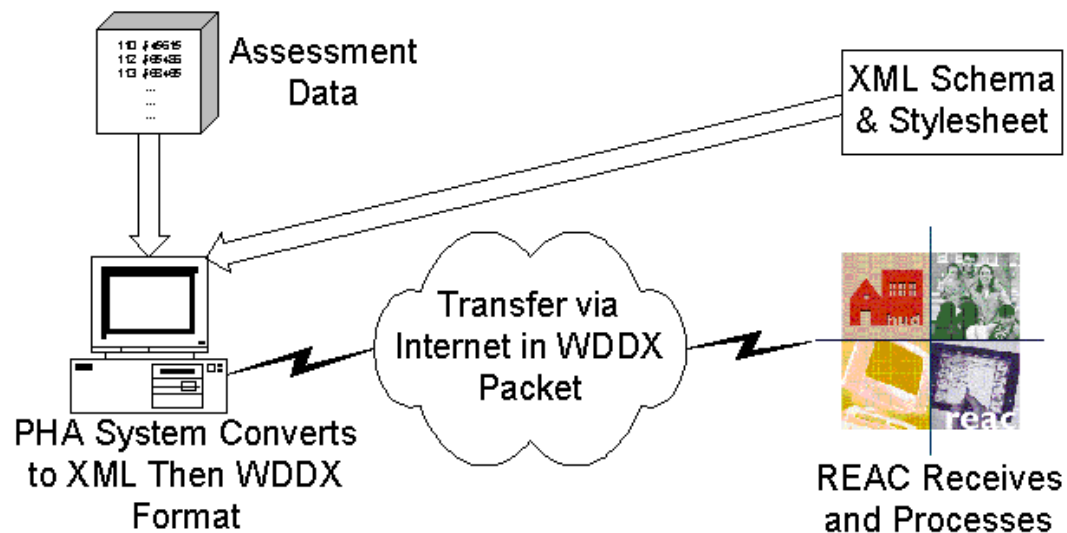 Assessment
Data
XML Schema
& Stylesheet
Transfer via
Internet in WDDX
Packet
hud
reac
PHA System Converts
to XML Then WDDX
Format
REAC Receives
and Processes